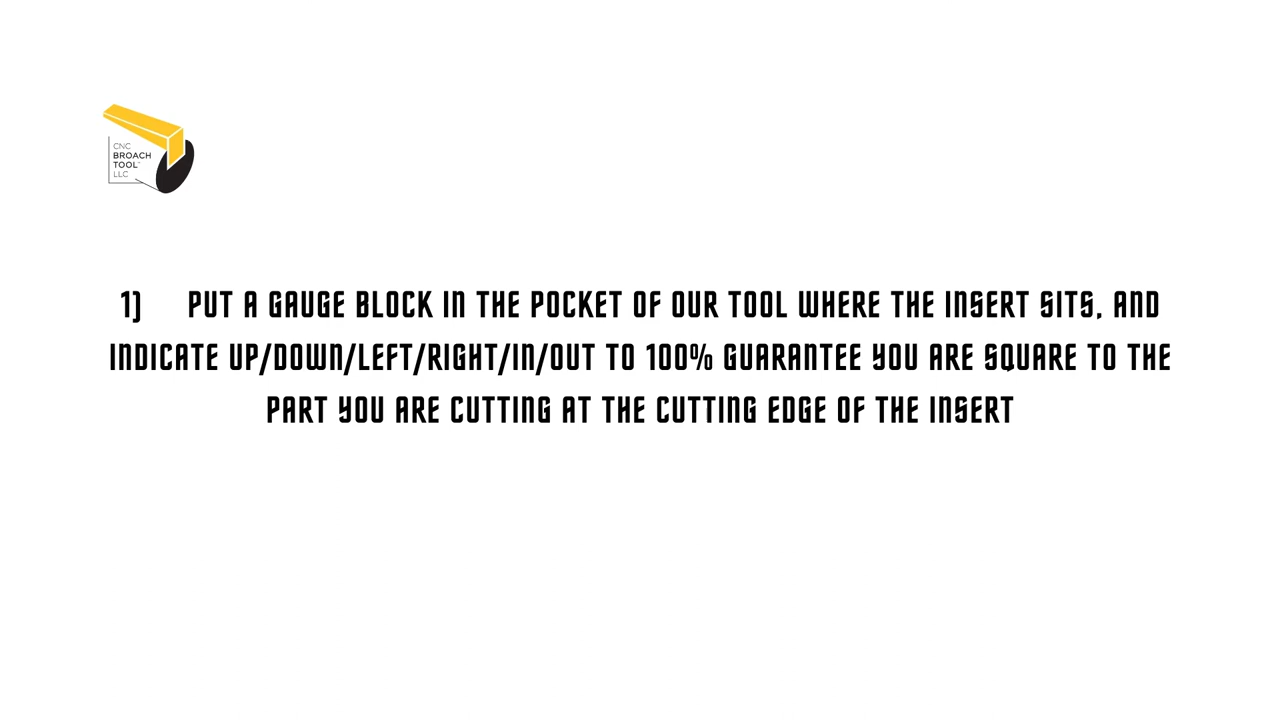 CNC
BROACH
TOOL
LLC
1) PUT A GAUGE BLOCK IN THE POCKET OF OUR TOOL WHERE THE INSERT SITS, AND
INDICATE UP/DOWN/LEFT/RIGHT/IN/OUT TO 100% GUARANTEE YOU ARE SQUARE TO THE
PART YOU ARE CUTTING AT THE CUTTING EDGE OF THE INSERT